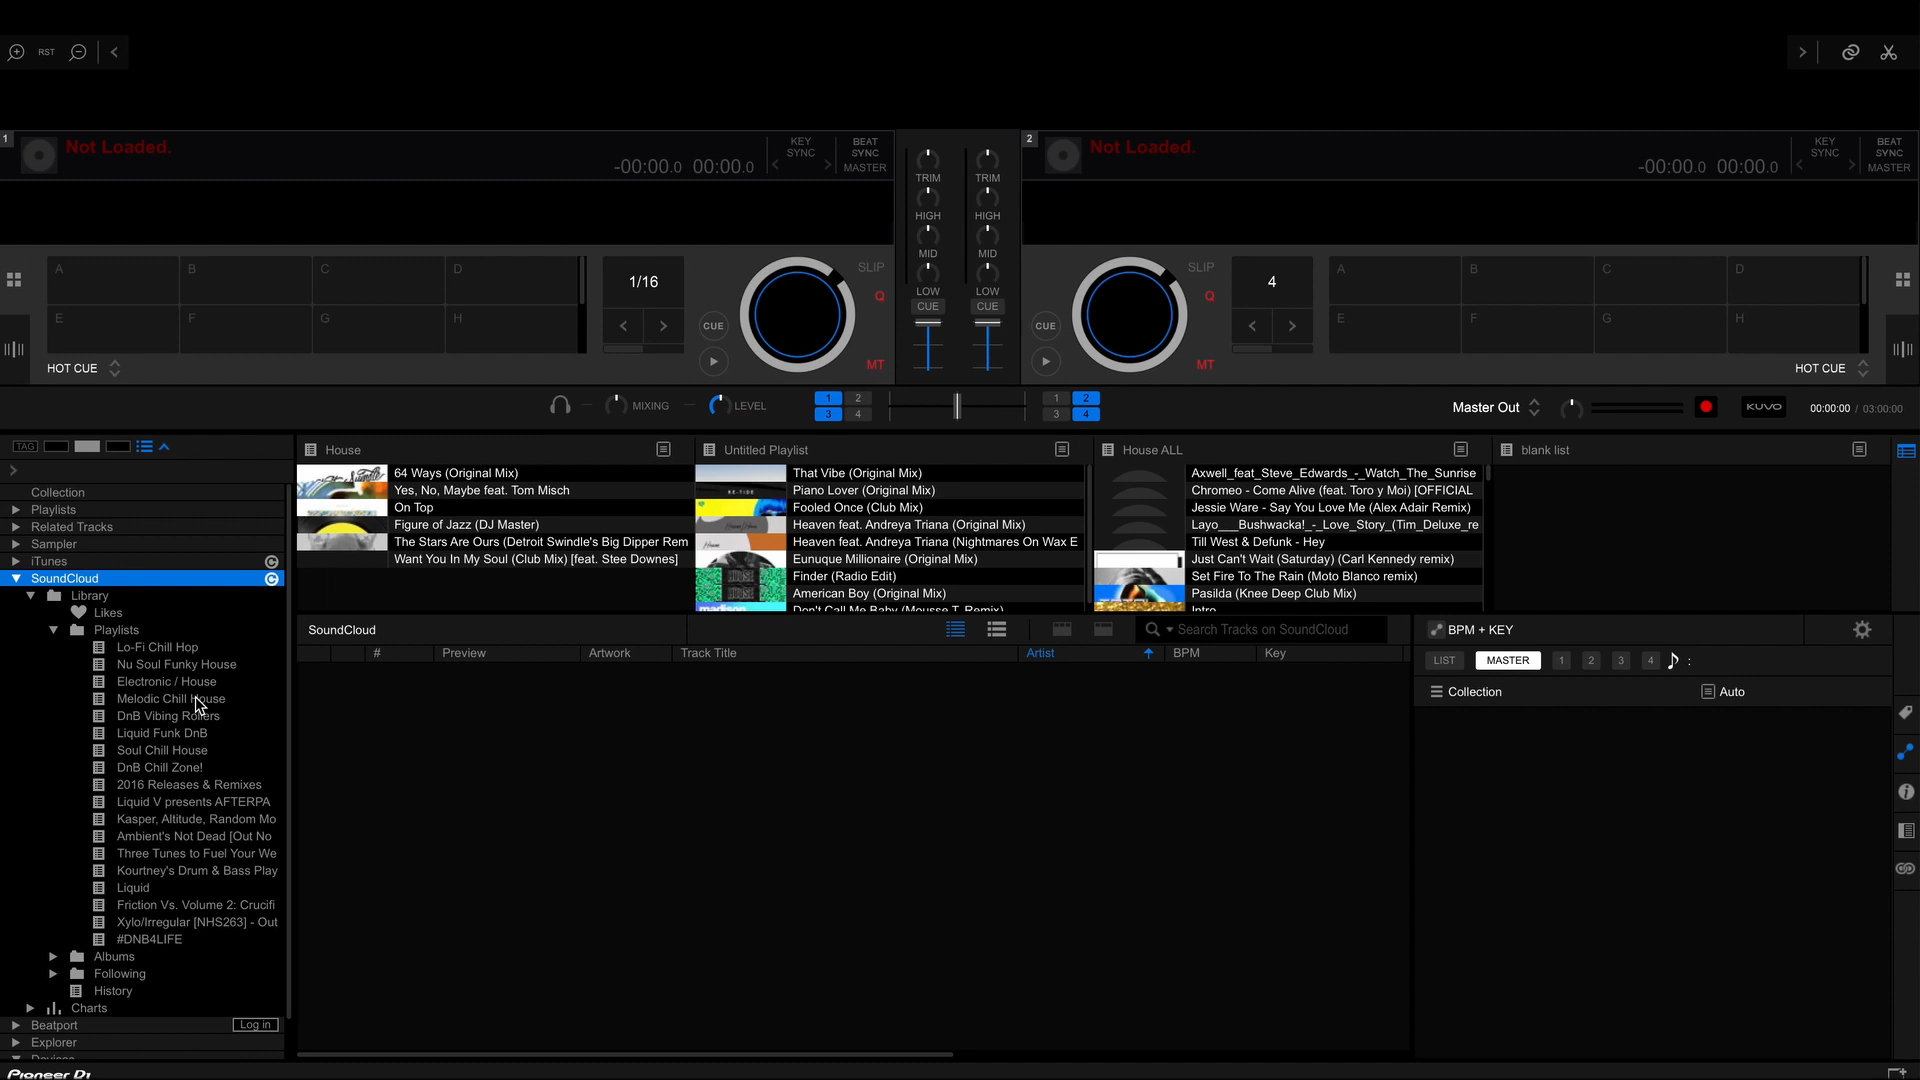 RST
1
Not Loaded.
-00:00.0 00:00.0
KEY SYNC
BEAT SYNC
MASTER
TRIM
HIGH
MID
LOW
CUE
TRIM
HIGH
MID
LOW
CUE
2
Not Loaded.
-00:00.0 00:00.0
KEY SYNC
BEAT SYNC
MASTER
A B C D
E F G H
HOT CUE
1/16
CUE
SLIP
Q
MT
CUE
SLIP
Q
MT
4
A B C D
E F G H
HOT CUE
MIXING
LEVEL
1 2
3 4
1 2
3 4
Master Out
KUVO
00:00:00 / 03:00:00
TAG
Collection
Playlists
Related Tracks
Sampler
iTunes
SoundCloud
Library
Likes
Playlists
Lo-Fi Chill Hop
Nu Soul Funky House
Electronic / House
Melodic Chill House
DnB Vibing Rollers
Liquid Funk DnB
Soul Chill House
DnB Chill Zone!
2016 Releases & Remixes
Liquid V presents AFTERPA
Kasper, Altitude, Random Mo
Ambient's Not Dead [Out No
Three Tunes to Fuel Your We
Kourtney's Drum & Bass Play
Liquid
Friction Vs. Volume 2: Crucifi
Xylo/Irregular [NHS263] - Out
#DNB4LIFE
Albums
Following
History
Charts
Beatport
Log in
Explorer
Devices
House
64 Ways (Original Mix)
Yes, No, Maybe feat. Tom Misch
On Top
Figure of Jazz (DJ Master)
The Stars Are Ours (Detroit Swindle's Big Dipper Rem
Want You In My Soul (Club Mix) [feat. Stee Downes]
Untitled Playlist
That Vibe (Original Mix)
Piano Lover (Original Mix)
Fooled Once (Club Mix)
Heaven feat. Andreya Triana (Original Mix)
Heaven feat. Andreya Triana (Nightmares On Wax E
Eunuque Millionaire (Original Mix)
Finder (Radio Edit)
American Boy (Original Mix)
Don't Call Me Baby (Mousse T. Remix)
madison
House ALL
Axwell_feat_Steve_Edwards_-_Watch_The_Sunrise
Chromeo - Come Alive (feat. Toro y Moi) [OFFICIAL
Jessie Ware - Say You Love Me (Alex Adair Remix)
Layo___Bushwacka!_-_Love_Story_(Tim_Deluxe_re
Till West & Defunk - Hey
Just Can't Wait (Saturday) (Carl Kennedy remix)
Set Fire To The Rain (Moto Blanco remix)
Pasilda (Knee Deep Club Mix)
Intro
blank list
SoundCloud
Search Tracks on SoundCloud
# Preview Artwork Track Title Artist BPM Key
BPM + KEY
LIST MASTER 1 2 3 4 :
Collection
Auto
Pioneer DJ